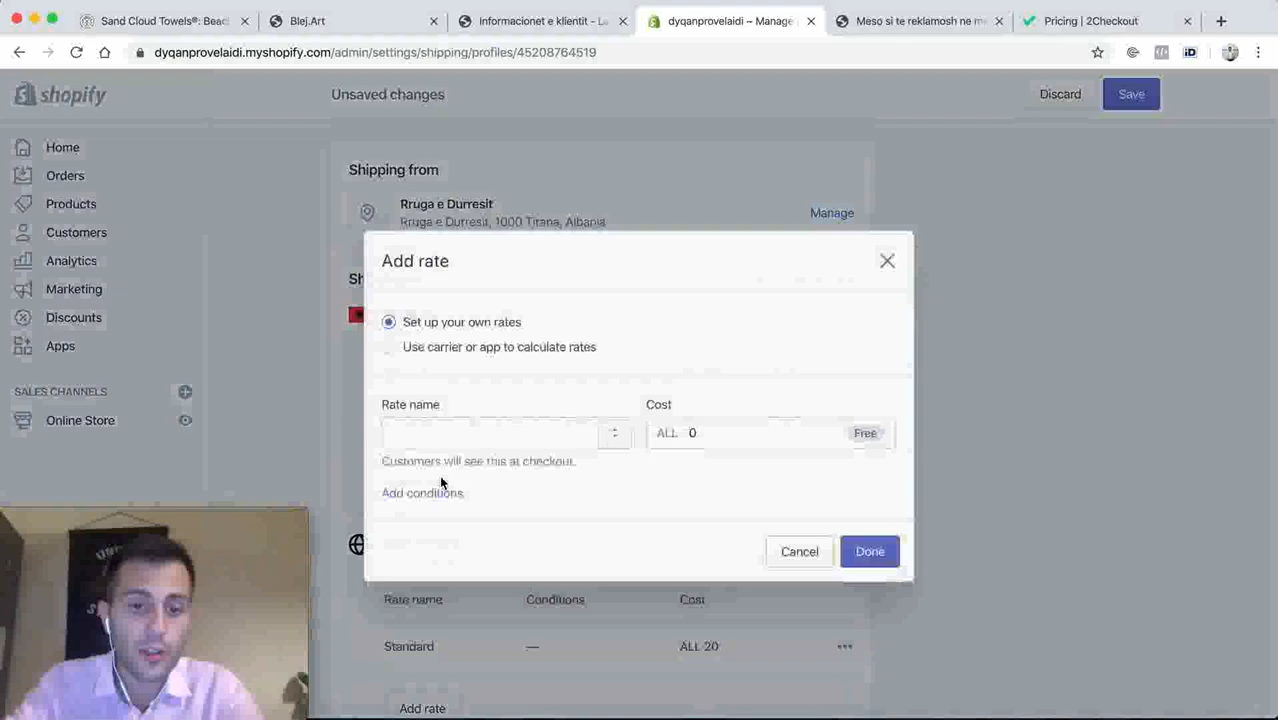 Sand Cloud Towels®: Beac
Blej.Art
Informacionet e klientit - L
dyqanprovelaidi ~ Manage
Meso si te reklamosh ne m
Pricing | 2Checkout
dyqanprovelaidi.myshopify.com/admin/settings/shipping/profiles/45208764519
iD
shopify
Unsaved changes
Discard
Save
Home
Orders
Products
Customers
Analytics
Marketing
Discounts
Apps
SALES CHANNELS
Online Store
Shipping from
Rruga e Durresit
Rruga e Durresit, 1000 Tirana, Albania
Manage
Sh
Add rate
Set up your own rates
Use carrier or app to calculate rates
Rate name
Cost
ALL 0
Free
Customers will see this at checkout.
Add conditions
Cancel
Done
Rate name
Conditions
Cost
Standard
—
ALL 20
Add rate